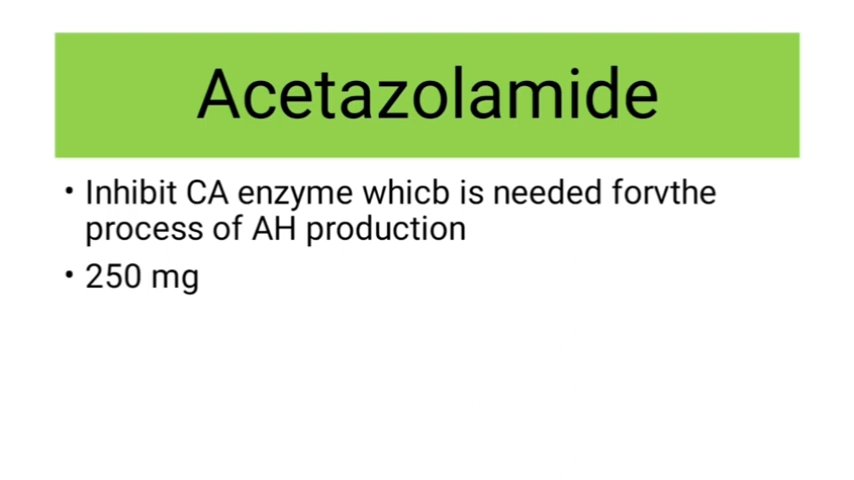 Acetazolamide
• Inhibit CA enzyme whicb is needed forvthe
process of AH production
• 250 mg